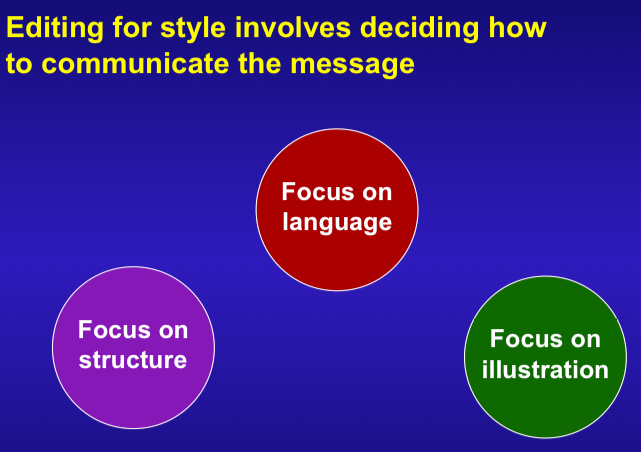 Editing for style involves deciding how
to communicate the message
Focus on
language
Focus on
structure
Focus on
illustration